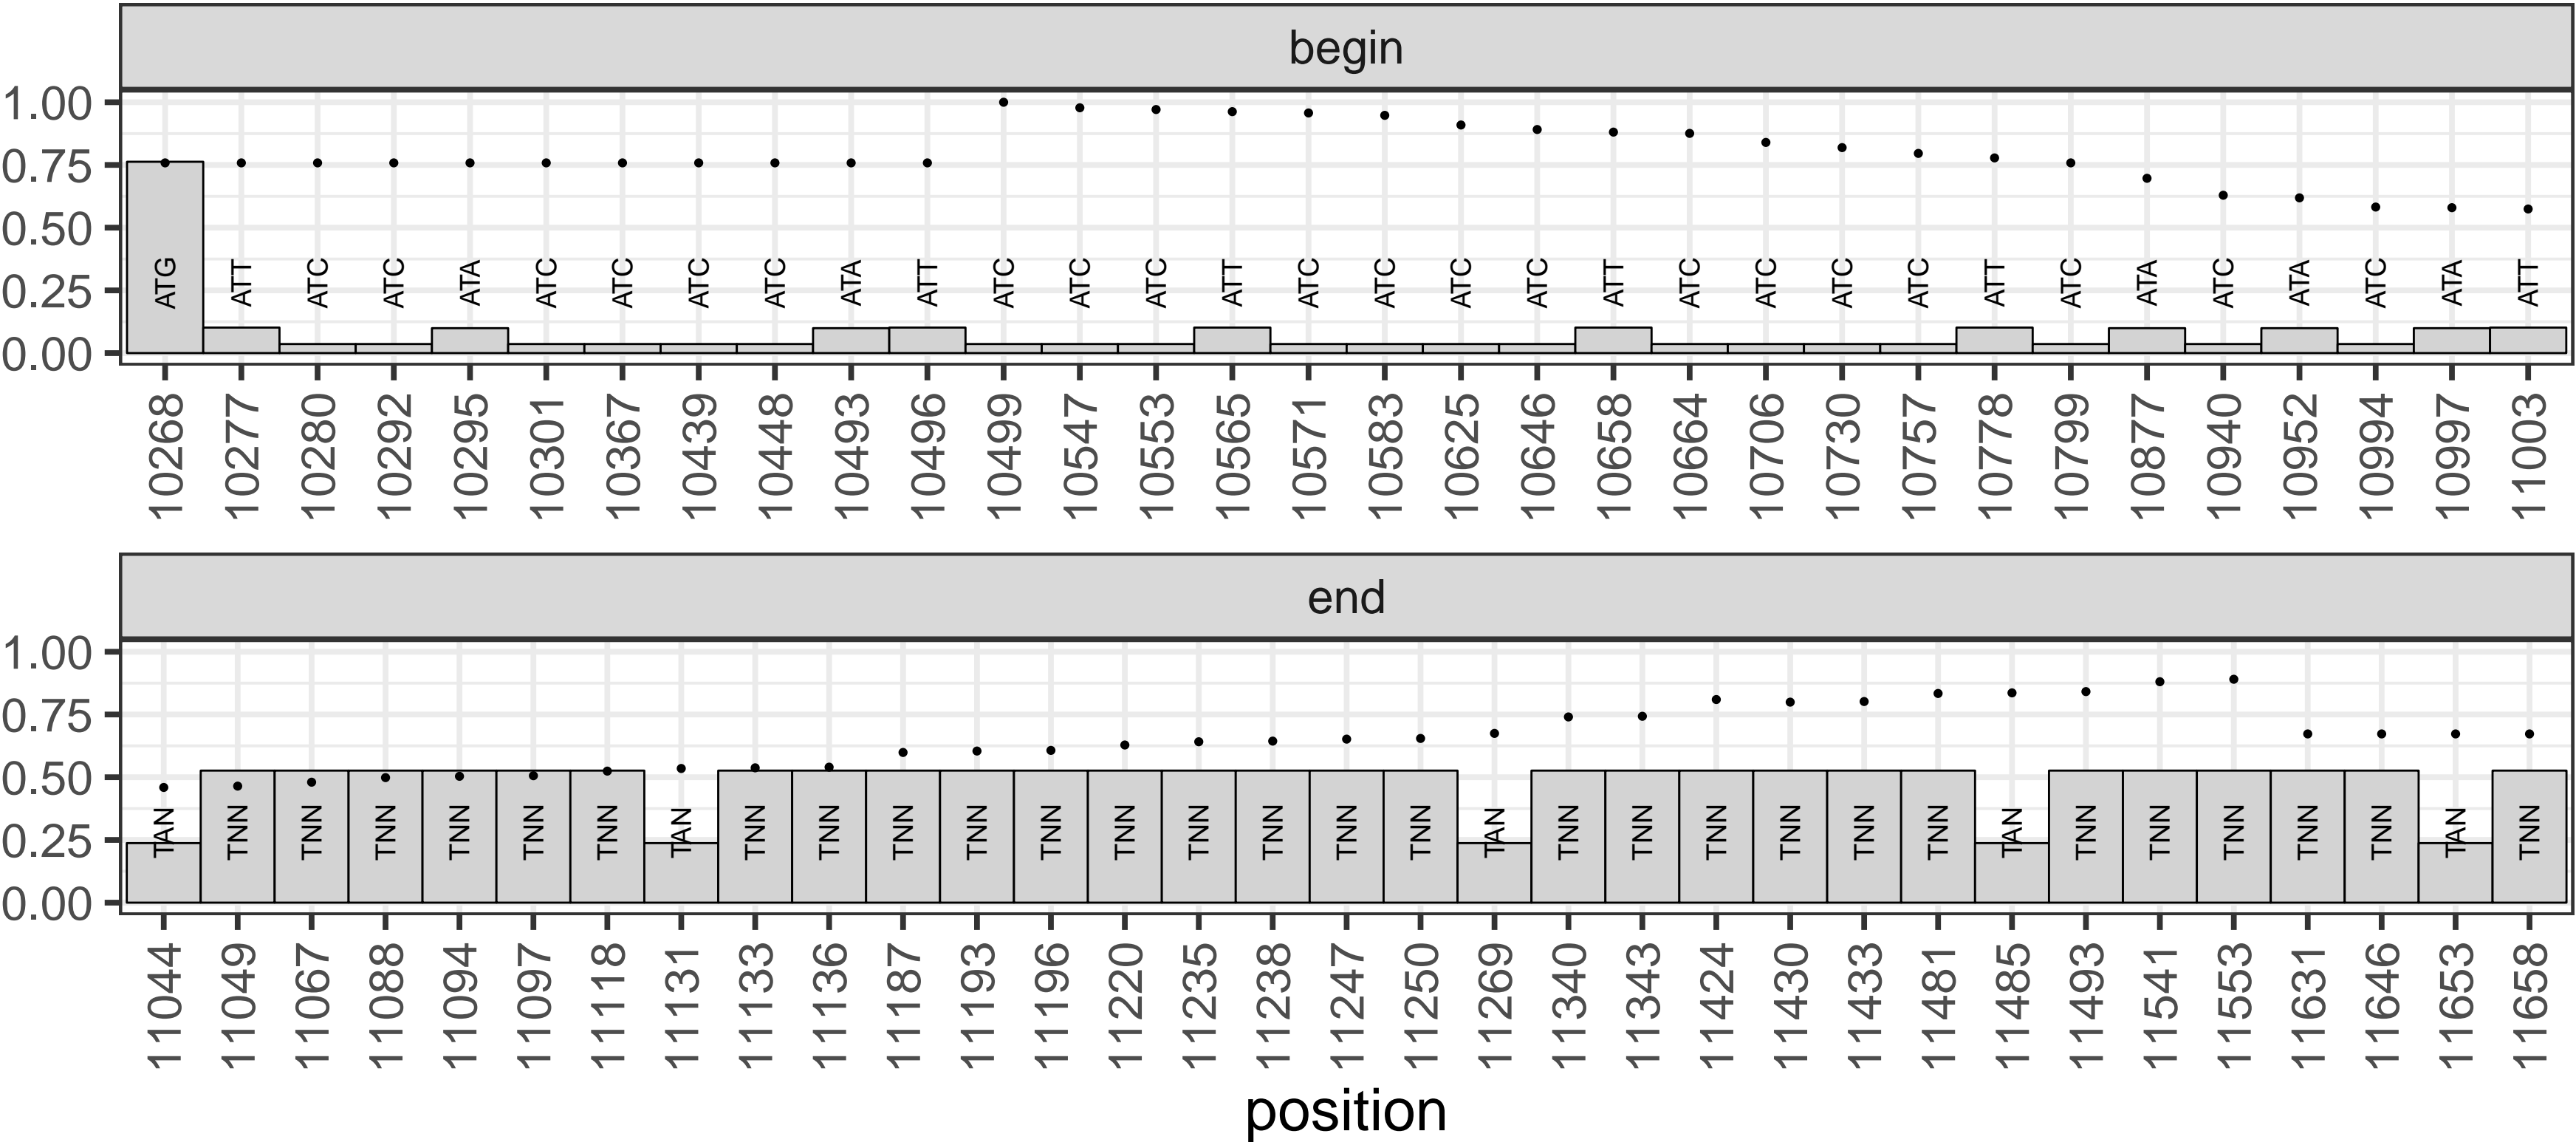 begin
1.00
0.75
0.50
0.25
0.00
ATG ATT ATC ATC ATA ATC ATC ATC ATC ATA ATT ATC ATC ATC ATT ATC ATC ATC ATC ATT ATC ATC ATC ATC ATT ATC ATA ATC ATA ATC ATA ATT
10268 10277 10280 10292 10295 10301 10367 10439 10448 10493 10496 10499 10547 10553 10565 10571 10583 10625 10646 10658 10664 10706 10730 10757 10778 10799 10877 10940 10952 10994 10997 11003
end
1.00
0.75
0.50
0.25
0.00
TAN TNN TNN TNN TNN TNN TNN TAN TNN TNN TNN TNN TNN TNN TNN TNN TNN TNN TAN TNN TNN TNN TNN TNN TNN TAN TNN TNN TNN TNN TNN TAN TNN
11044 11049 11067 11088 11094 11097 11118 11131 11133 11136 11187 11193 11196 11220 11235 11238 11247 11250 11269 11340 11343 11424 11430 11433 11481 11485 11493 11541 11553 11631 11646 11653 11658
position